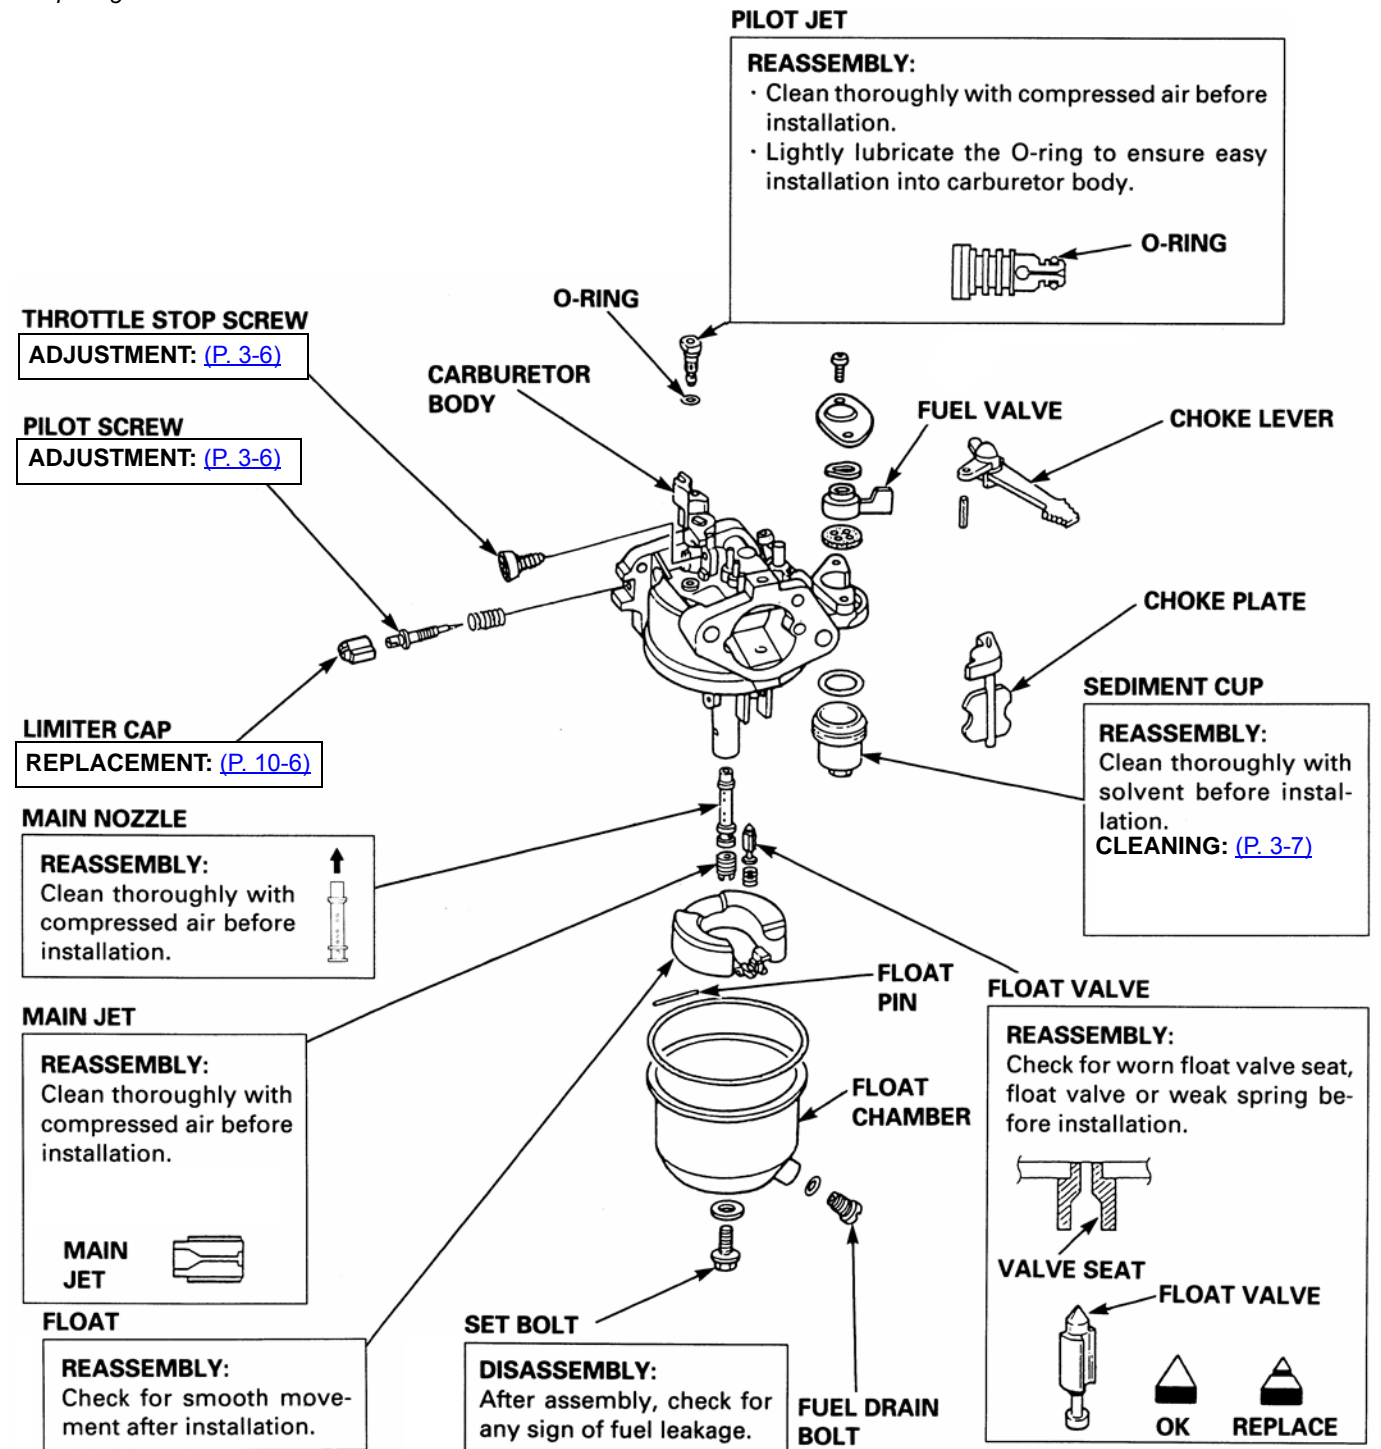 PILOT JET
REASSEMBLY:
· Clean thoroughly with compressed air before
installation.
· Lightly lubricate the O-ring to ensure easy
installation into carburetor body.
O-RING
O-RING
THROTTLE STOP SCREW
ADJUSTMENT: (P. 3-6)
CARBURETOR
BODY
PILOT SCREW
ADJUSTMENT: (P. 3-6)
FUEL VALVE
CHOKE LEVER
CHOKE PLATE
LIMITER CAP
REPLACEMENT: (P. 10-6)
SEDIMENT CUP
REASSEMBLY:
Clean thoroughly with
solvent before instal-
lation.
CLEANING: (P. 3-7)
MAIN NOZZLE
REASSEMBLY:
Clean thoroughly with
compressed air before
installation.
FLOAT
PIN
MAIN JET
REASSEMBLY:
Clean thoroughly with
compressed air before
installation.
MAIN
JET
FLOAT
CHAMBER
FLOAT VALVE
REASSEMBLY:
Check for worn float valve seat,
float valve or weak spring be-
fore installation.
VALVE SEAT
FLOAT VALVE
OK
REPLACE
FLOAT
REASSEMBLY:
Check for smooth move-
ment after installation.
SET BOLT
DISASSEMBLY:
After assembly, check for
any sign of fuel leakage.
FUEL DRAIN
BOLT